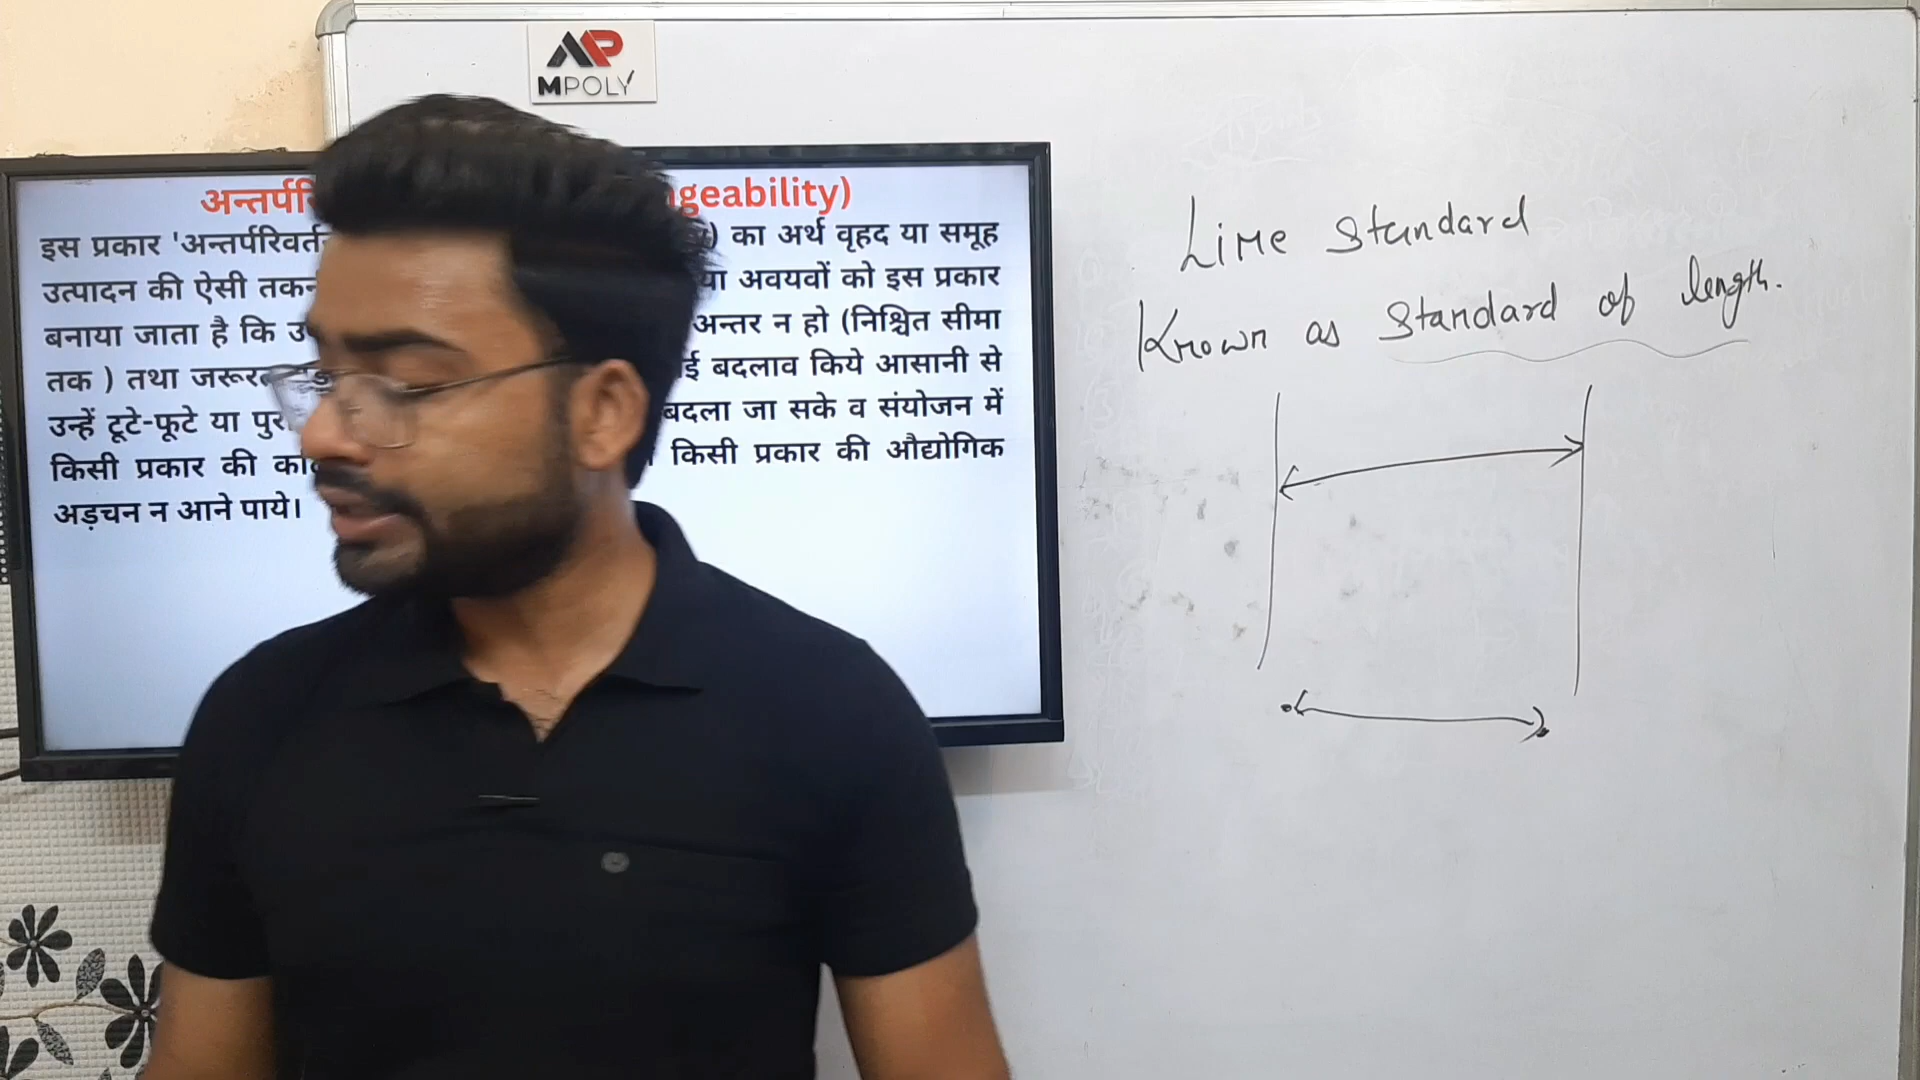 MPOLY
अन्तर्परि ngeability)
इस प्रकार 'अन्तर्परिवर्त ) का अर्थ वृहद या समूह
उत्पादन की ऐसी तकन या अवयवों को इस प्रकार
बनाया जाता है कि उ अन्तर न हो (निश्चित सीमा
तक ) तथा जरूर ई बदलाव किये आसानी से
उन्हें टूटे-फूटे या पुर बदला जा सके व संयोजन में
किसी प्रकार की को किसी प्रकार की औद्योगिक
अड़चन न आने पाये।
Line Standard
Known as Standard of length.